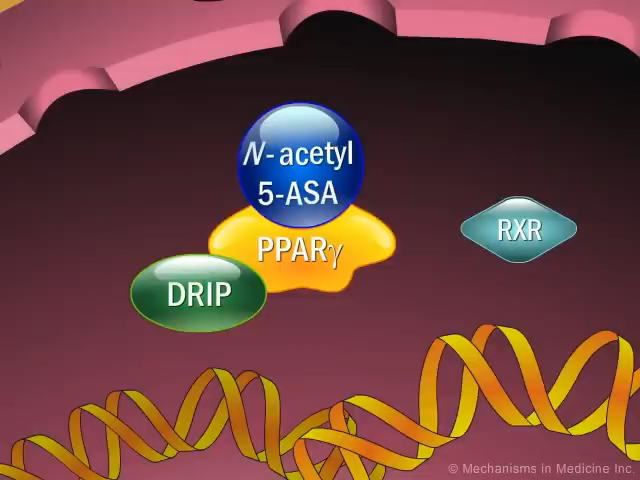 N-acetyl
5-ASA
PPARγ
RXR
DRIP
© Mechanisms in Medicine Inc.